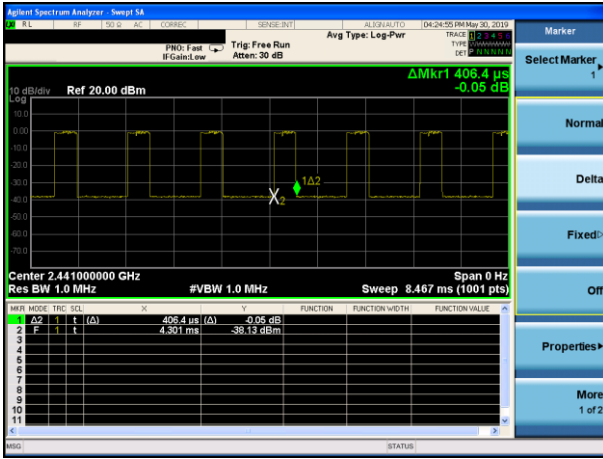 Agilent Spectrum Analyzer - Swept SA
RL RF 50 Ω AC CORREC SENSE:INT ALIGNAUTO 04:24:55 PM May 30, 2019
PNO: Fast Trig: Free Run Avg Type: Log-Pwr TRACE 1 2 3 4 5 6
IFGain:Low Atten: 30 dB TYPE WWWWWW
DET P N N N N N
ΔMkr1 406.4 µs
-0.05 dB
10 dB/div Ref 20.00 dBm
Log
10.0
0.00
-10.0
-20.0
-30.0
-40.0
-50.0
-60.0
-70.0
1Δ2
X2
Center 2.441000000 GHz Span 0 Hz
Res BW 1.0 MHz #VBW 1.0 MHz Sweep 8.467 ms (1001 pts)
MKR MODE TRC SCL X Y FUNCTION FUNCTION WIDTH FUNCTION VALUE
1 Δ2 1 t (Δ) 406.4 µs (Δ) -0.05 dB
2 F 1 t 4.301 ms -38.13 dBm
3
4
5
6
7
8
9
10
11
MSG STATUS
Marker
Select Marker
1
Normal
Delta
Fixed
Off
Properties
More
1 of 2